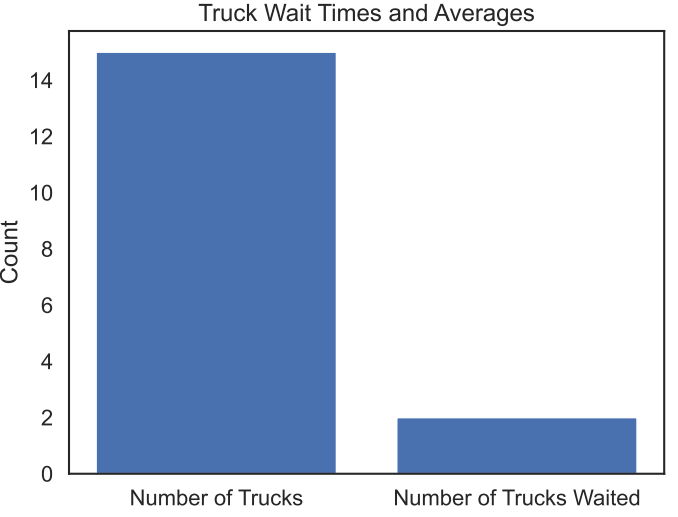 Truck Wait Times and Averages
Count
14
12
10
8
6
4
2
0
Number of Trucks
Number of Trucks Waited